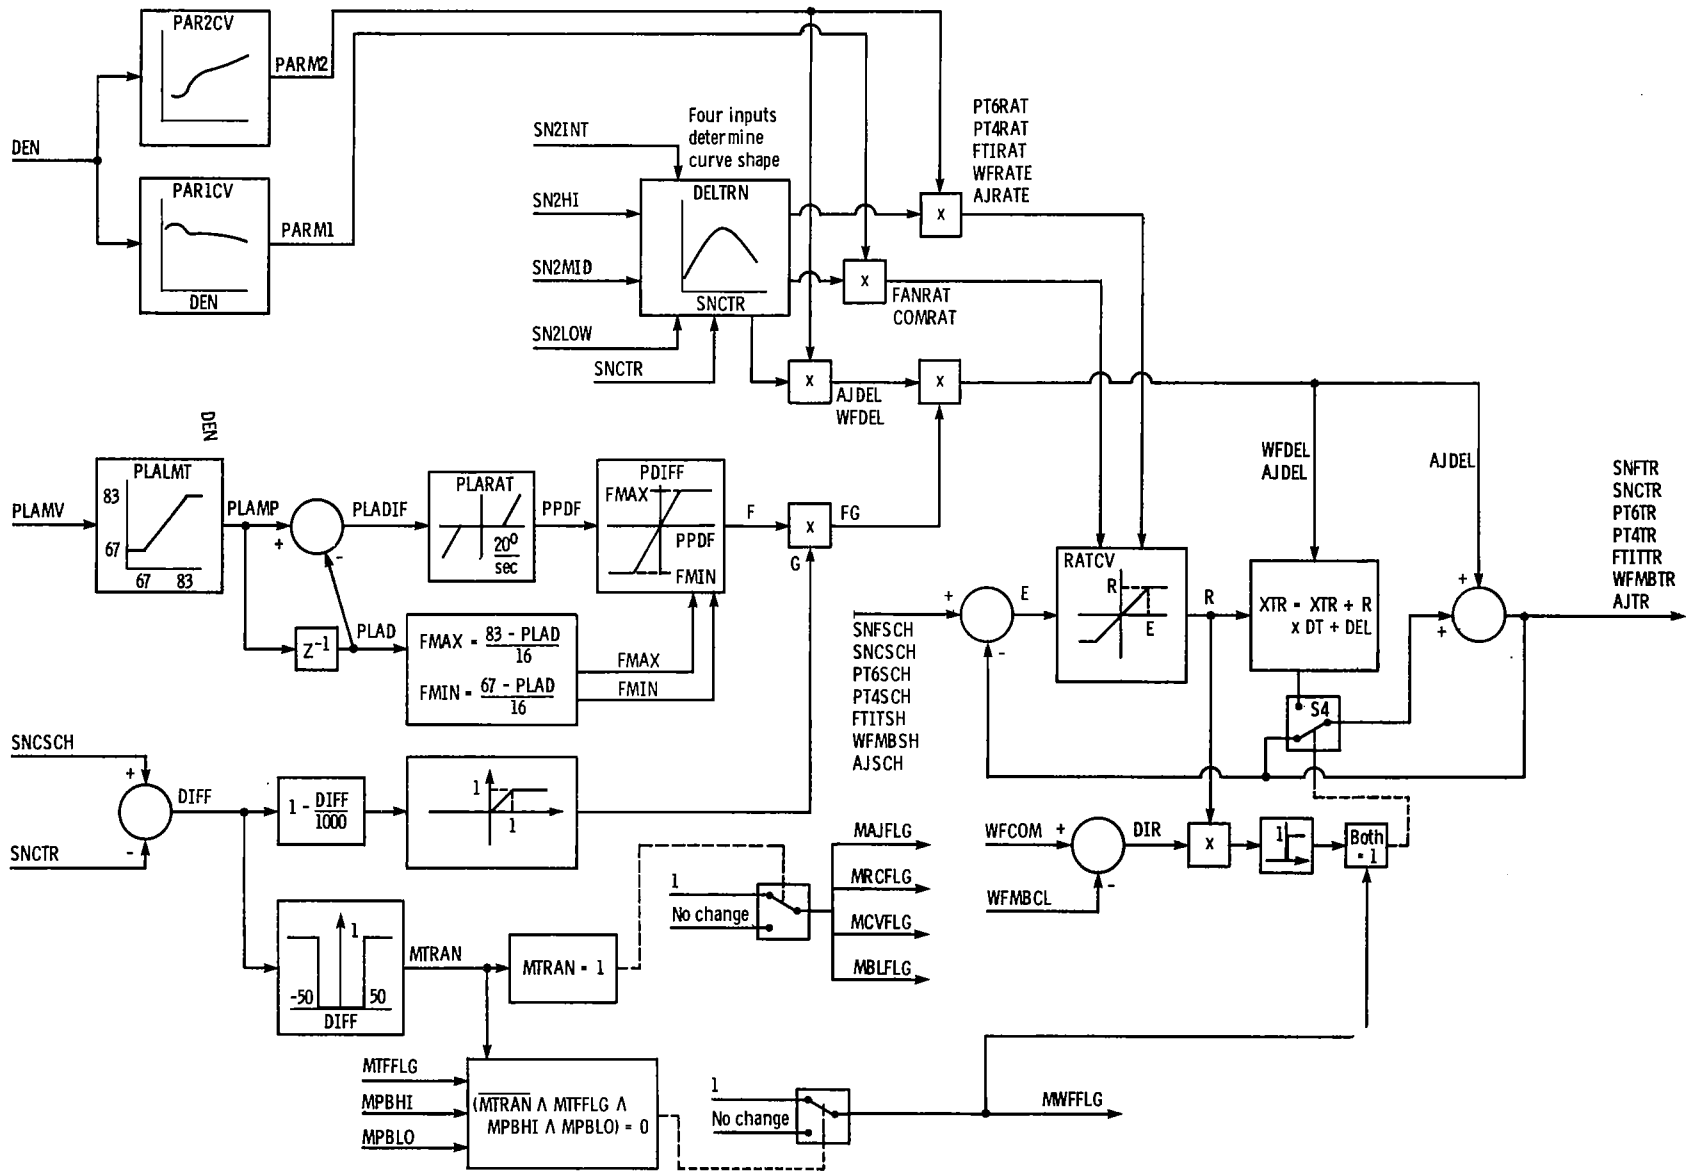 PAR2CV
PARM2
DEN
PAR1CV
PARM1
DEN
Four inputs
determine
curve shape
SN2INT
SN2HI
SN2MID
SN2LOW
SNCTR
DELTRN
SNCTR
x
x
x
x
PT6RAT
PT4RAT
FTIRAT
WFRATE
AJRATE
FANRAT
COMRAT
AJDEL
WFDEL
DEN
PLAMV
PLALMT
83
67
67 83
PLAMP
+
-
PLADIF
PLARAT
20°
sec
PPDF
PDIFF
FMAX
PPDF
FMIN
F
x
FG
G
Z-1
PLAD
FMAX = 83 - PLAD
16
FMIN = 67 - PLAD
16
FMAX
FMIN
WFDEL
AJDEL
AJDEL
SNFTR
SNCTR
PT6TR
PT4TR
FTITTR
WFMBTR
AJTR
+
-
E
SNFSCH
SNCSCH
PT6SCH
PT4SCH
FTITSH
WFMBSH
AJSCH
RATCV
R
E
R
XTR = XTR + R
x DT + DEL
+
+
S4
SNCSCH
+
DIFF
-
SNCTR
1 - DIFF
1000
1
1
WFCOM
+
DIR
-
WFMBCL
x
1
Both
= 1
1
-50 50
DIFF
MTRAN
MTRAN = 1
1
No change
MAJFLG
MRCFLG
MCVFLG
MBLFLG
MTFFLG
MPBHI
MPBLO
(M̅T̅R̅A̅N̅ Λ MTFFLG Λ
MPBHI Λ MPBLO) = 0
1
No change
MWFFLG